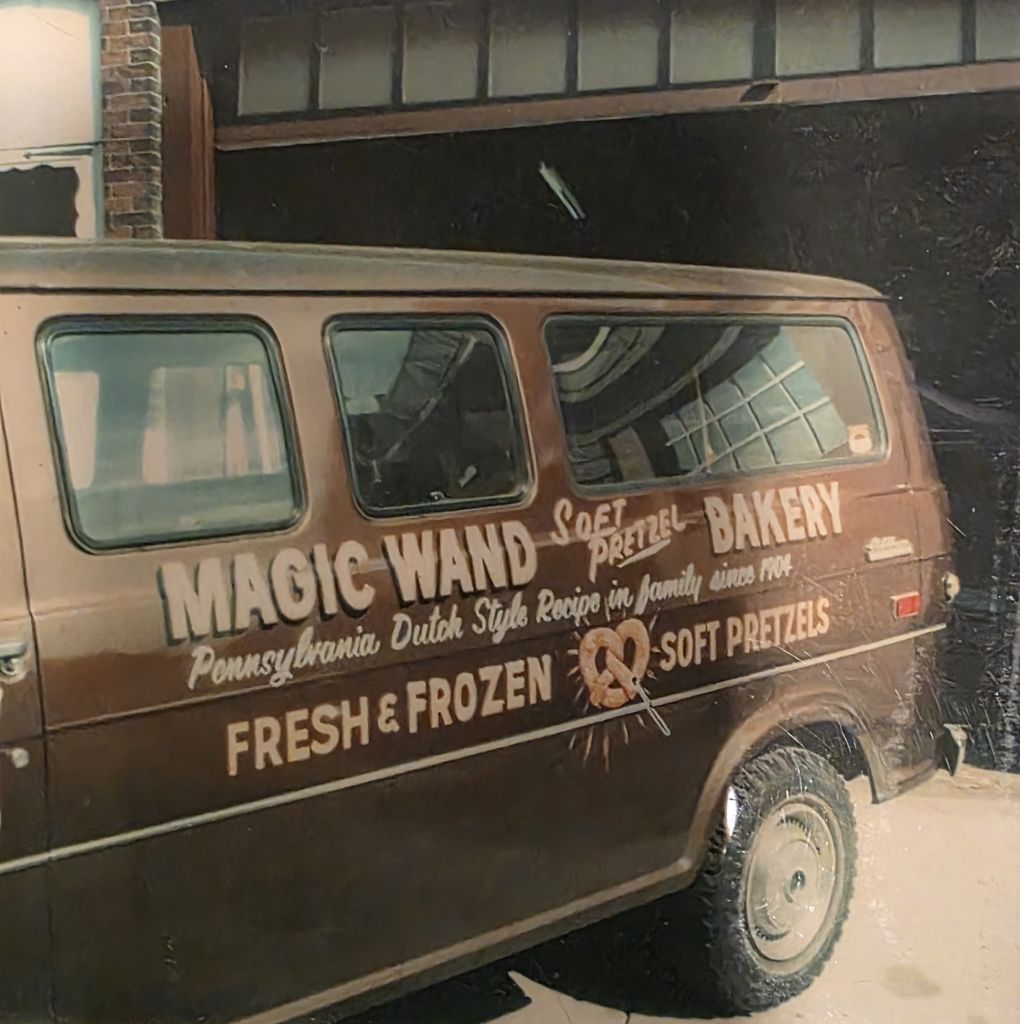 MAGIC WAND SOFT PRETZEL BAKERY
Pennsylvania Dutch Style Recipe in family since 1904
FRESH & FROZEN SOFT PRETZELS